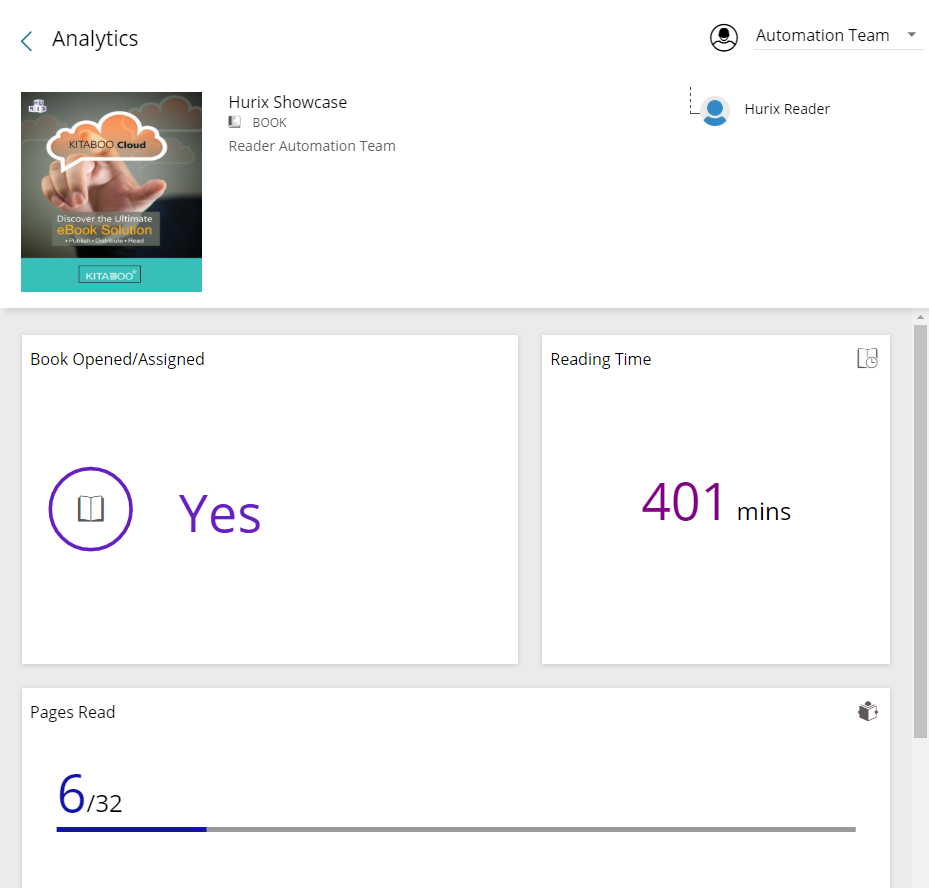 Analytics
Automation Team
Hurix Showcase
BOOK
Reader Automation Team
Hurix Reader
KITABOO Cloud
Discover the Ultimate
eBook Solution
• Publish • Distribute • Read
KITABOO®
Book Opened/Assigned
Yes
Reading Time
401 mins
Pages Read
6/32